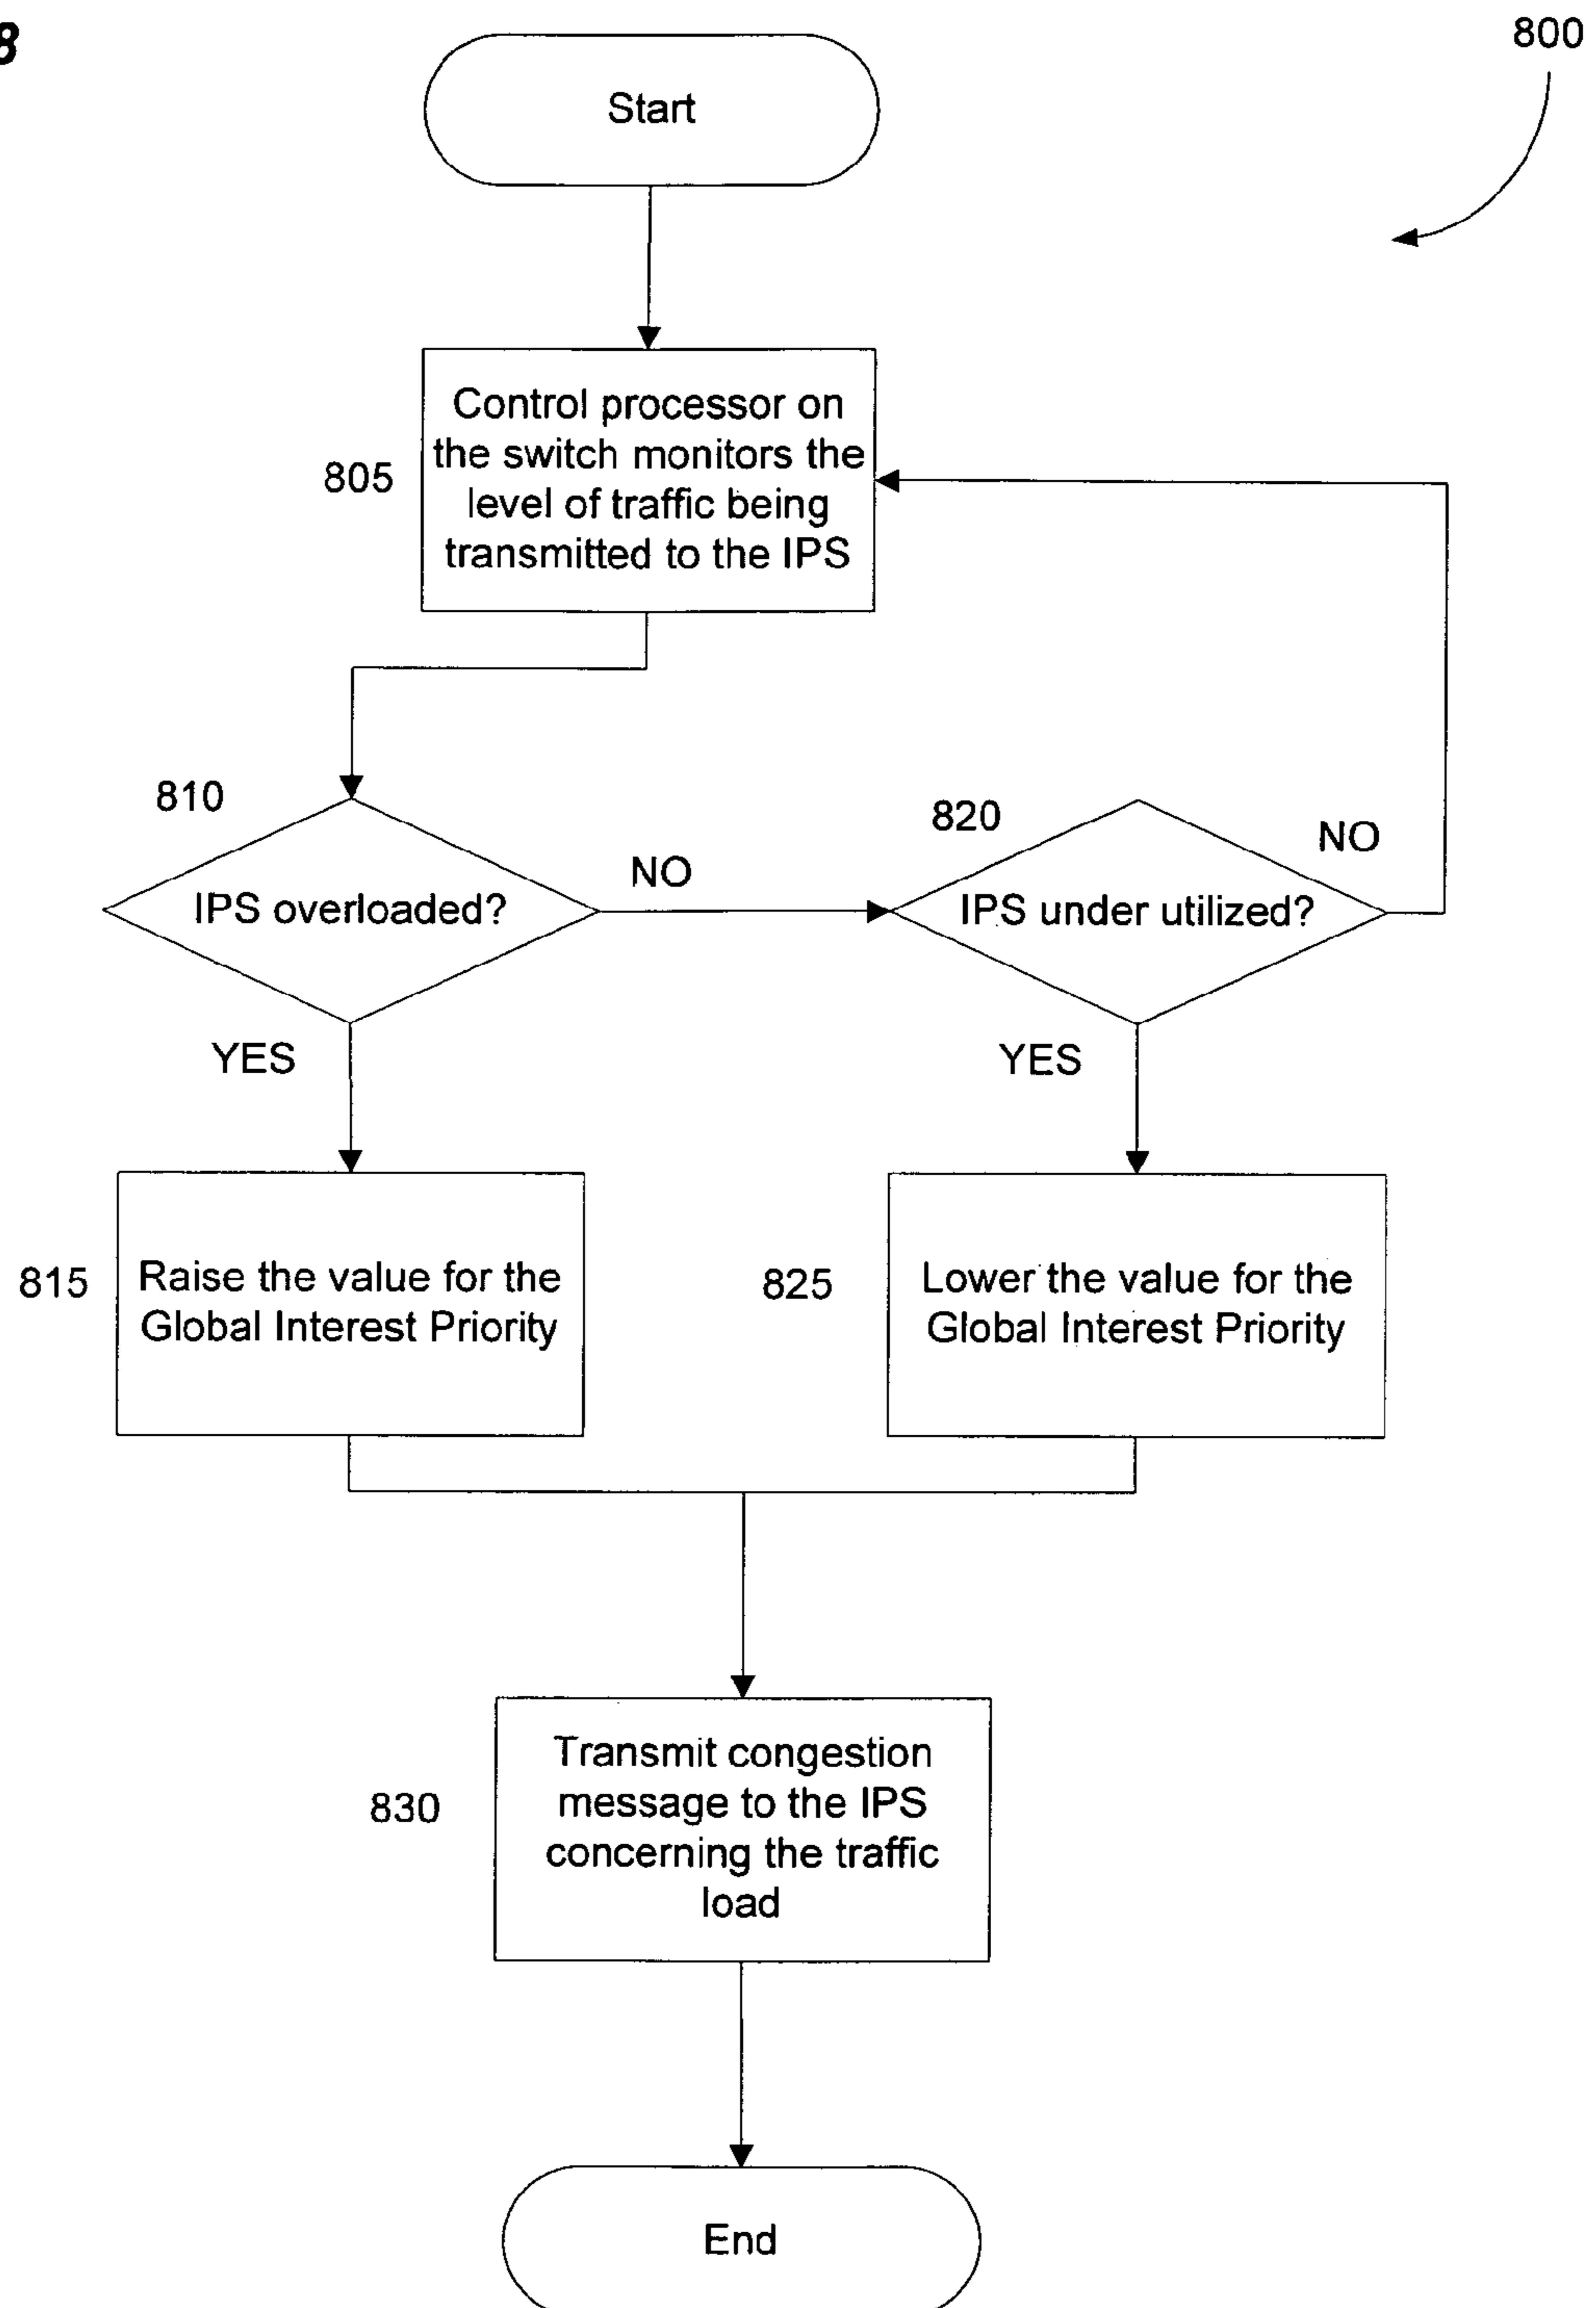 8
800
Start
805
Control processor on
the switch monitors the
level of traffic being
transmitted to the IPS
810
820
NO
NO
IPS overloaded?
IPS under utilized?
YES
YES
815
Raise the value for the
Global Interest Priority
825
Lower the value for the
Global Interest Priority
830
Transmit congestion
message to the IPS
concerning the traffic
load
End